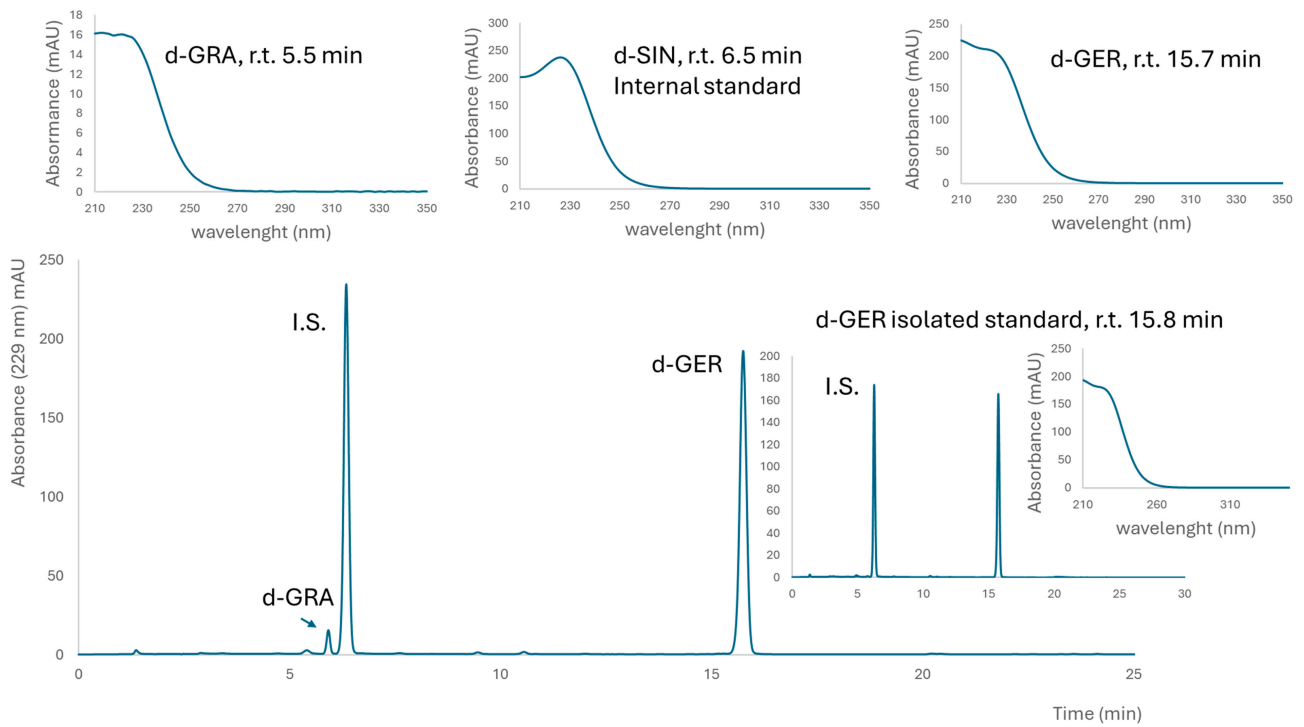 18
16
14
12
10
8
6
4
2
0
Absormance (mAU)
d-GRA, r.t. 5.5 min
210 230 250 270 290 310 330 350
wavelenght (nm)
300
250
200
150
100
50
0
Absorbance (mAU)
d-SIN, r.t. 6.5 min
Internal standard
210 230 250 270 290 310 330 350
wavelenght (nm)
250
200
150
100
50
0
Absorbance (mAU)
d-GER, r.t. 15.7 min
210 230 250 270 290 310 330 350
wavelenght (nm)
250
200
150
100
50
0
Absorbance (229 nm) mAU
I.S.
d-GRA
d-GER
0 5 10 15 20 25
Time (min)
d-GER isolated standard, r.t. 15.8 min
200
180
160
140
120
100
80
60
40
20
0
I.S.
0 5 10 15 20 25 30
250
200
150
100
50
0
Absorbance (mAU)
210 260 310
wavelenght (nm)